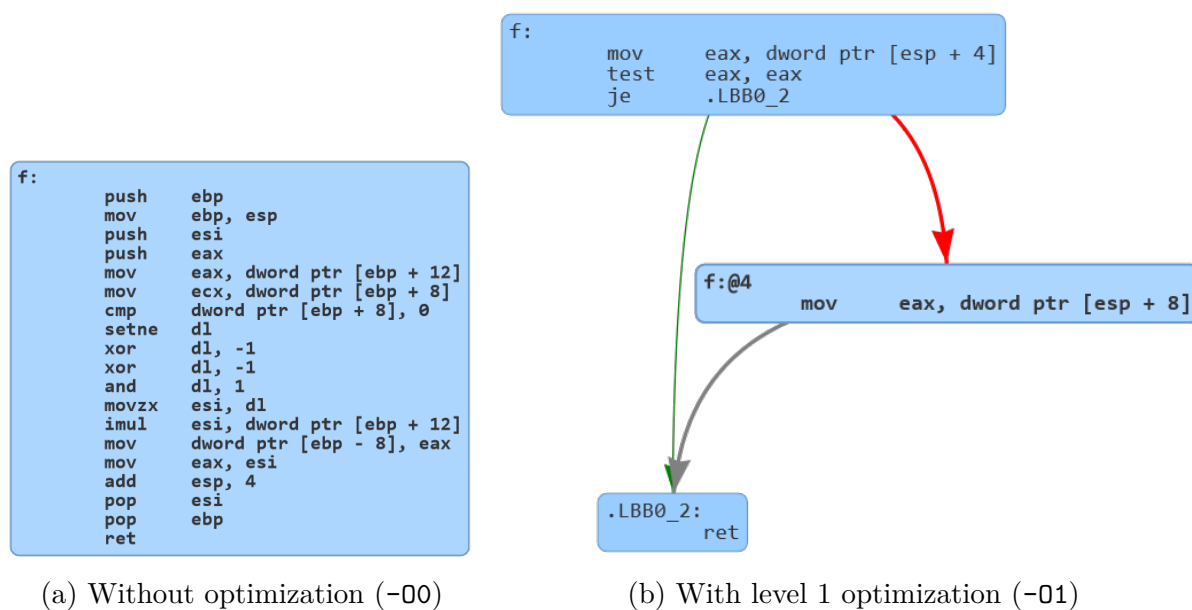 f:
push ebp
mov ebp, esp
push esi
push eax
mov eax, dword ptr [ebp + 12]
mov ecx, dword ptr [ebp + 8]
cmp dword ptr [ebp + 8], 0
setne dl
xor dl, -1
xor dl, -1
and dl, 1
movzx esi, dl
imul esi, dword ptr [ebp + 12]
mov dword ptr [ebp - 8], eax
mov eax, esi
add esp, 4
pop esi
pop ebp
ret
(a) Without optimization (-O0)
f:
mov eax, dword ptr [esp + 4]
test eax, eax
je .LBB0_2
f:@4
mov eax, dword ptr [esp + 8]
.LBB0_2:
ret
(b) With level 1 optimization (-O1)